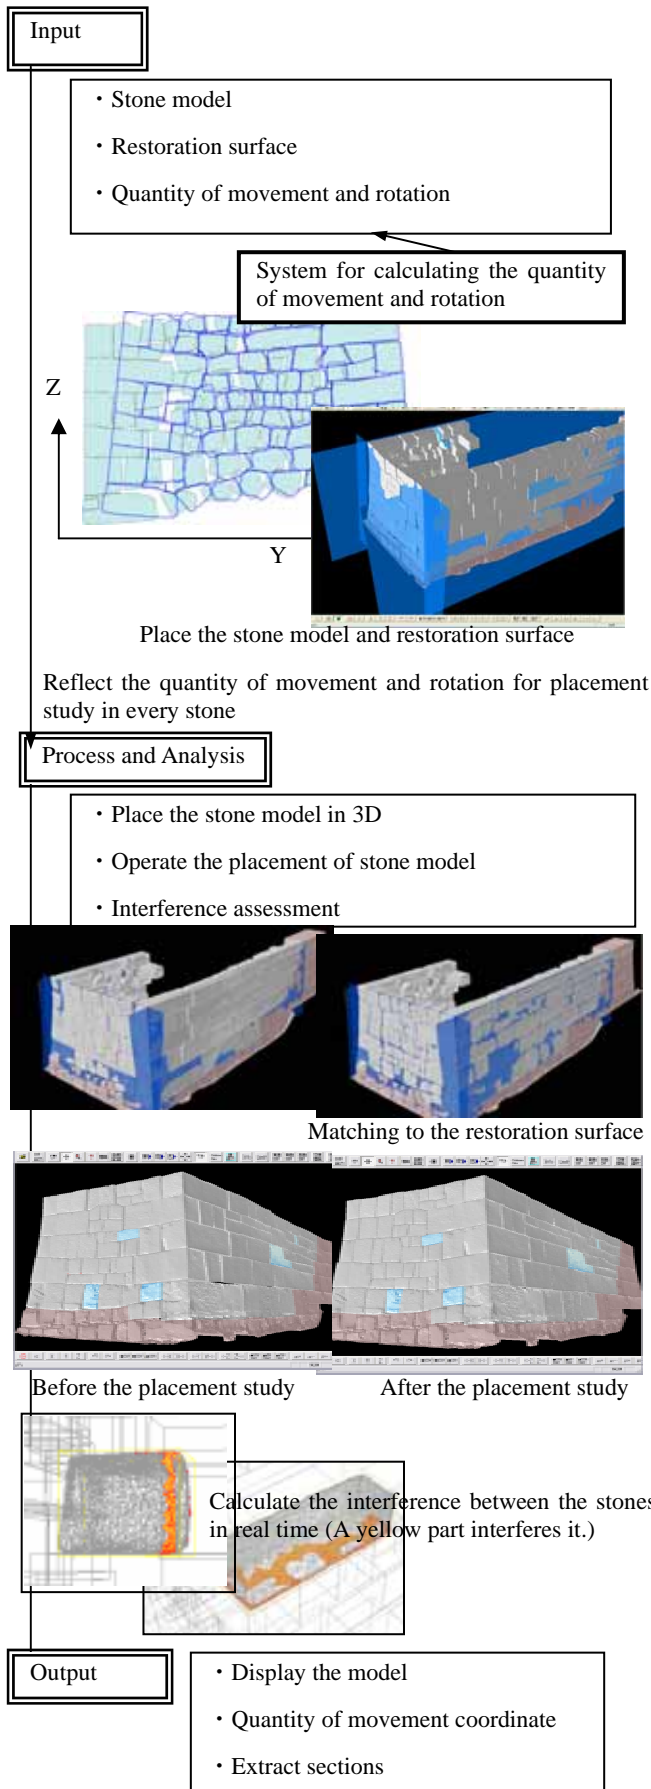 Input
・Stone model
・Restoration surface
・Quantity of movement and rotation
System for calculating the quantity
of movement and rotation
Z
Y
Place the stone model and restoration surface
Reflect the quantity of movement and rotation for placement
study in every stone
Process and Analysis
・Place the stone model in 3D
・Operate the placement of stone model
・Interference assessment
Matching to the restoration surface
Before the placement study
After the placement study
Calculate the interference between the stones
in real time (A yellow part interferes it.)
Output
・Display the model
・Quantity of movement coordinate
・Extract sections